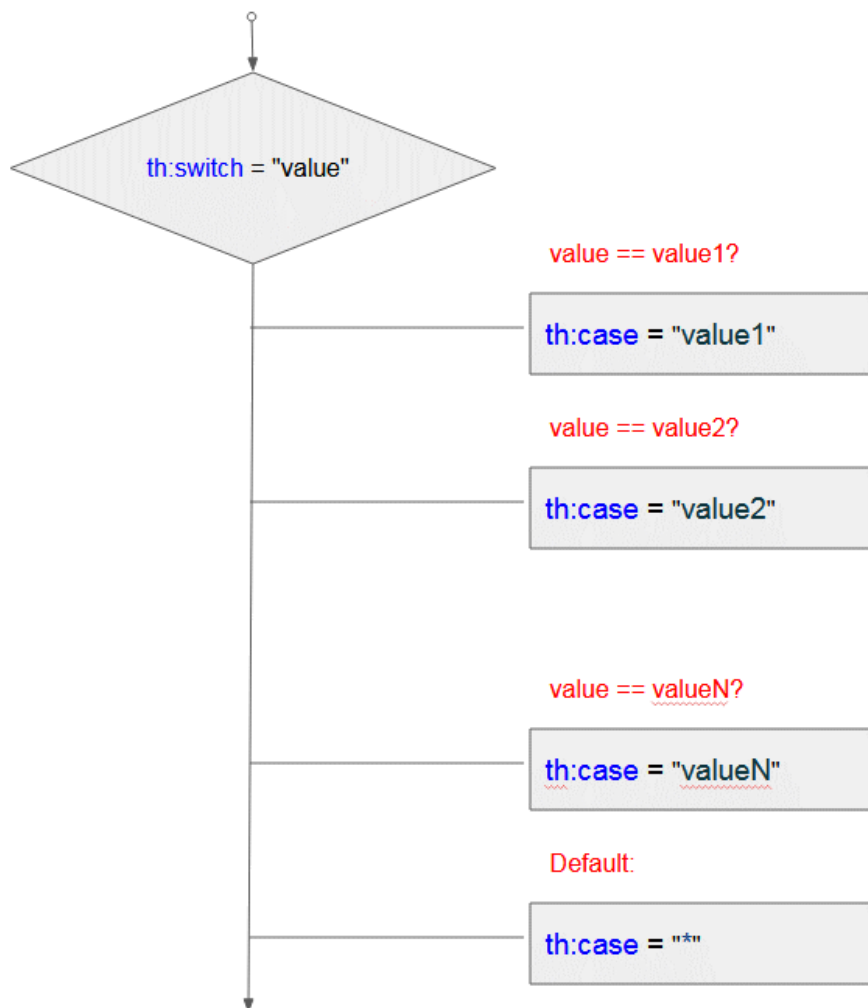 th:switch = "value"
value == value1?
th:case = "value1"
value == value2?
th:case = "value2"
value == valueN?
th:case = "valueN"
Default:
th:case = "*"